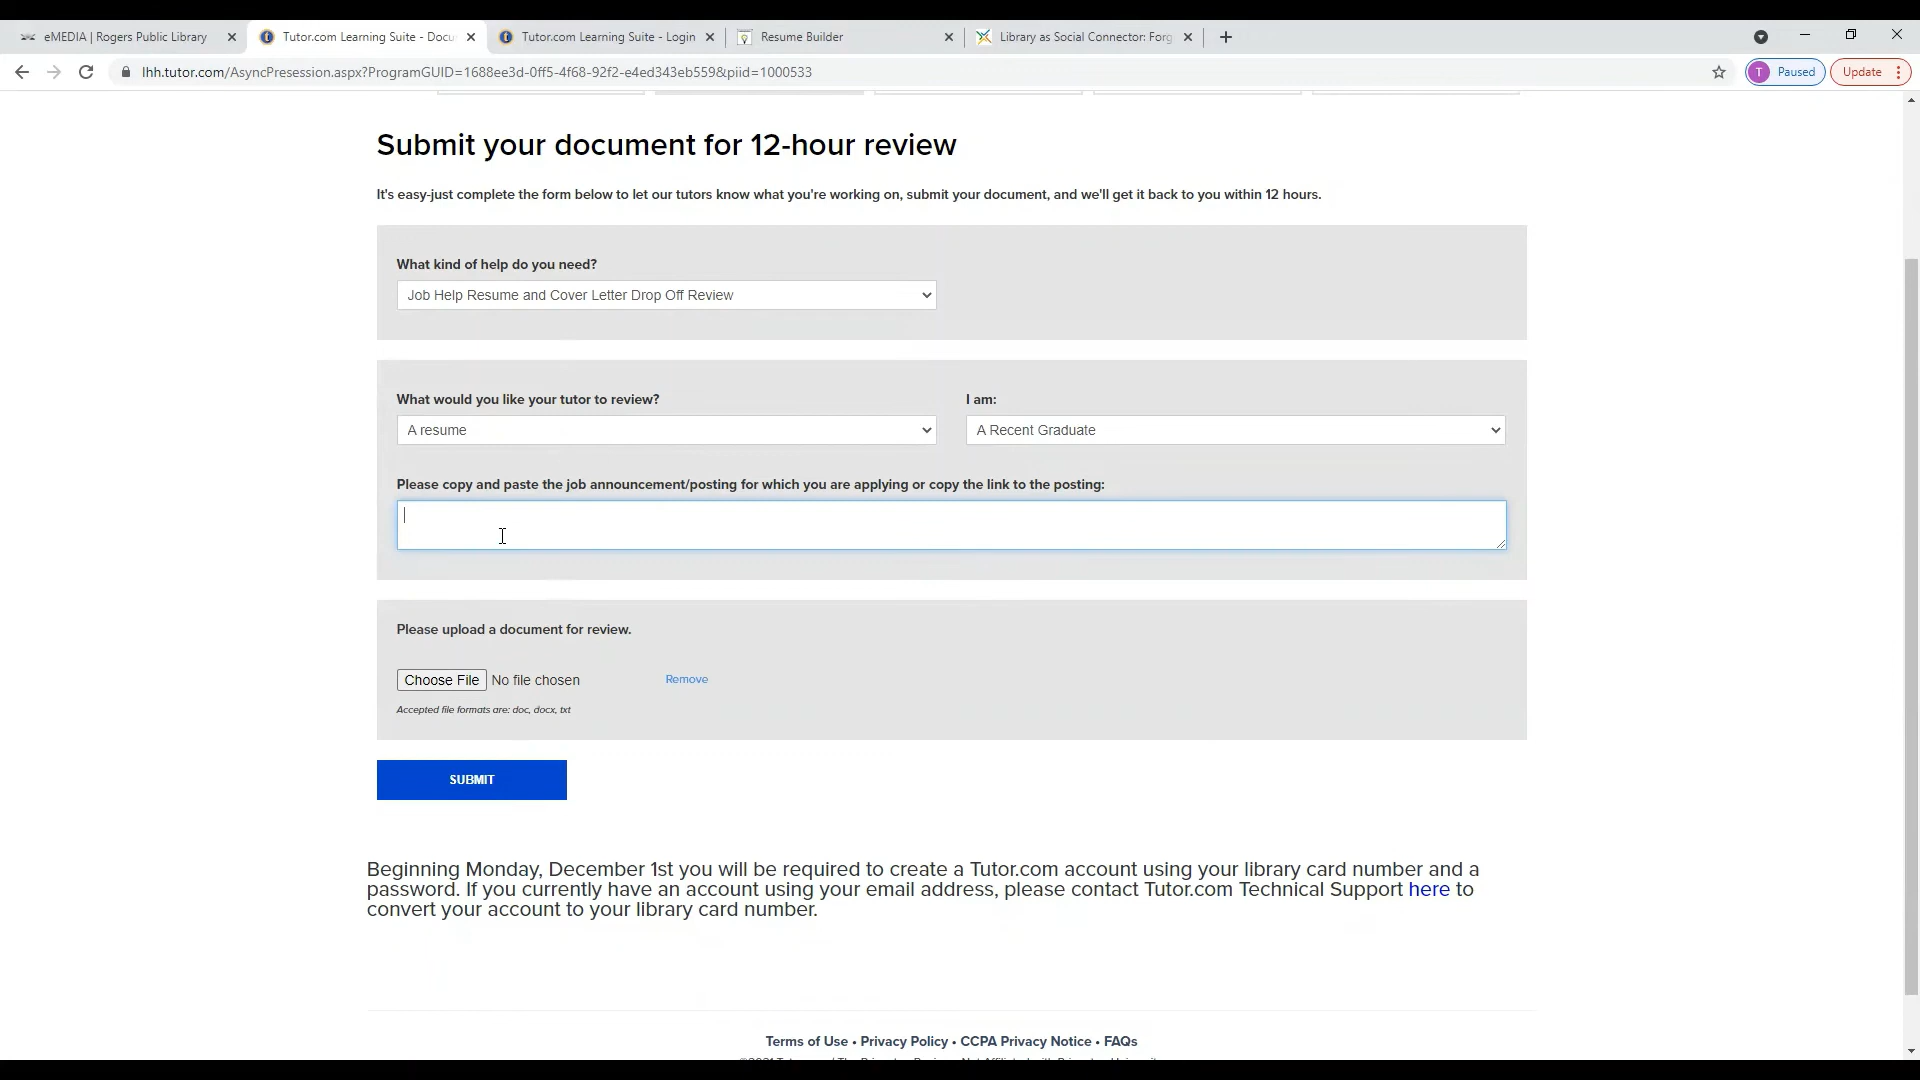 eMEDIA | Rogers Public Library
Tutor.com Learning Suite - Docu
Tutor.com Learning Suite - Login
Resume Builder
Library as Social Connector: Forg
lhh.tutor.com/AsyncPresession.aspx?ProgramGUID=1688ee3d-0ff5-4f68-92f2-e4ed343eb559&piid=1000533
T Paused
Update
Submit your document for 12-hour review
It's easy-just complete the form below to let our tutors know what you're working on, submit your document, and we'll get it back to you within 12 hours.
What kind of help do you need?
Job Help Resume and Cover Letter Drop Off Review
What would you like your tutor to review?
I am:
A resume
A Recent Graduate
Please copy and paste the job announcement/posting for which you are applying or copy the link to the posting:
Please upload a document for review.
Choose File No file chosen
Remove
Accepted file formats are: doc, docx, txt
SUBMIT
Beginning Monday, December 1st you will be required to create a Tutor.com account using your library card number and a
password. If you currently have an account using your email address, please contact Tutor.com Technical Support here to
convert your account to your library card number.
Terms of Use • Privacy Policy • CCPA Privacy Notice • FAQs